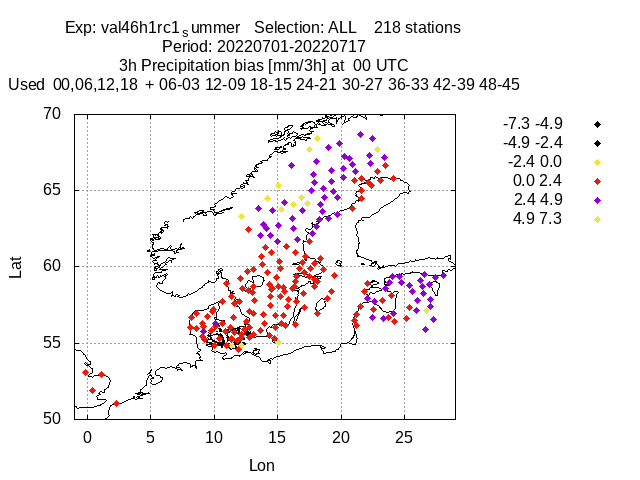 Exp: val46h1rc1summer   Selection: ALL    218 stations
Period: 20220701-20220717
3h Precipitation bias [mm/3h] at  00 UTC
Used  00,06,12,18  + 06-03 12-09 18-15 24-21 30-27 36-33 42-39 48-45
-7.3 -4.9
-4.9 -2.4
-2.4 0.0
0.0 2.4
2.4 4.9
4.9 7.3
70
65
60
55
50
Lat
0 5 10 15 20 25
Lon